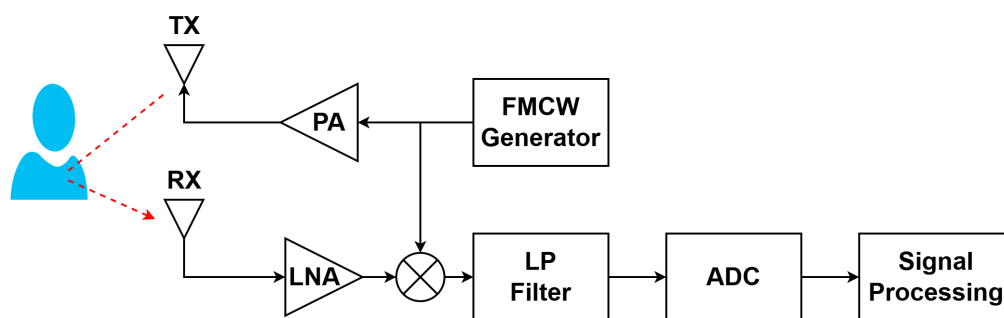 TX
PA
FMCW
Generator
RX
LNA
LP
Filter
ADC
Signal
Processing